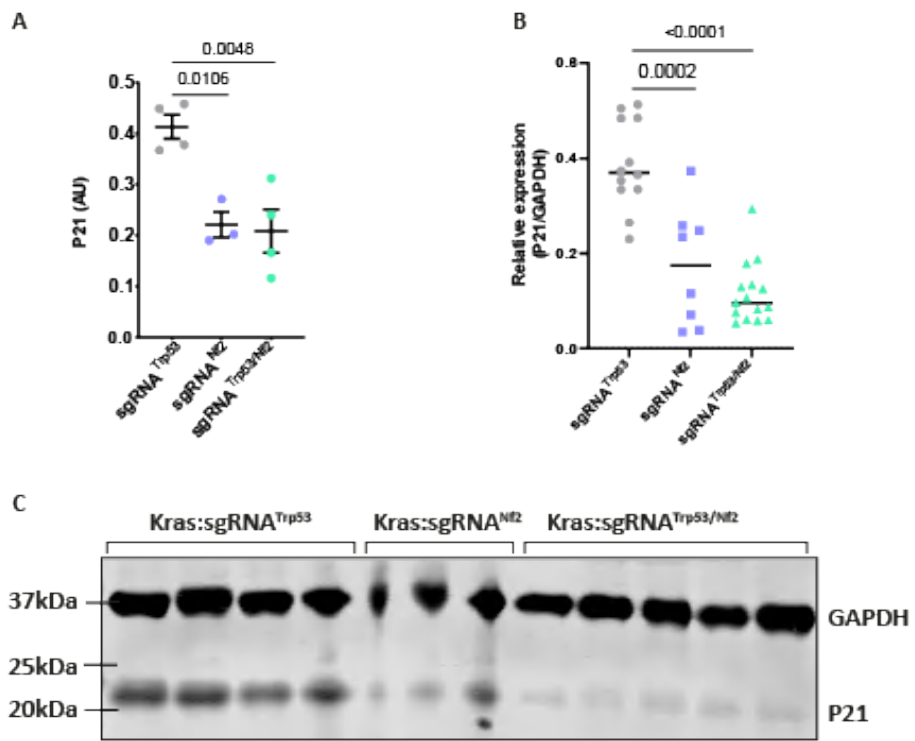 A
0.0048
0.0106
P21 (AU)
0.5
0.4
0.3
0.2
0.1
0.0
sgRNA Trp53
sgRNA Nf2
sgRNA Trp53/Nf2
B
<0.0001
0.0002
Relative expression
(P21/GAPDH)
0.8
0.4
0.2
0.0
sgRNA Trp53
sgRNA Nf2
sgRNA Trp53/Nf2
C
Kras:sgRNATrp53
Kras:sgRNANf2
Kras:sgRNATrp53/Nf2
37kDa
GAPDH
25kDa
20kDa
P21